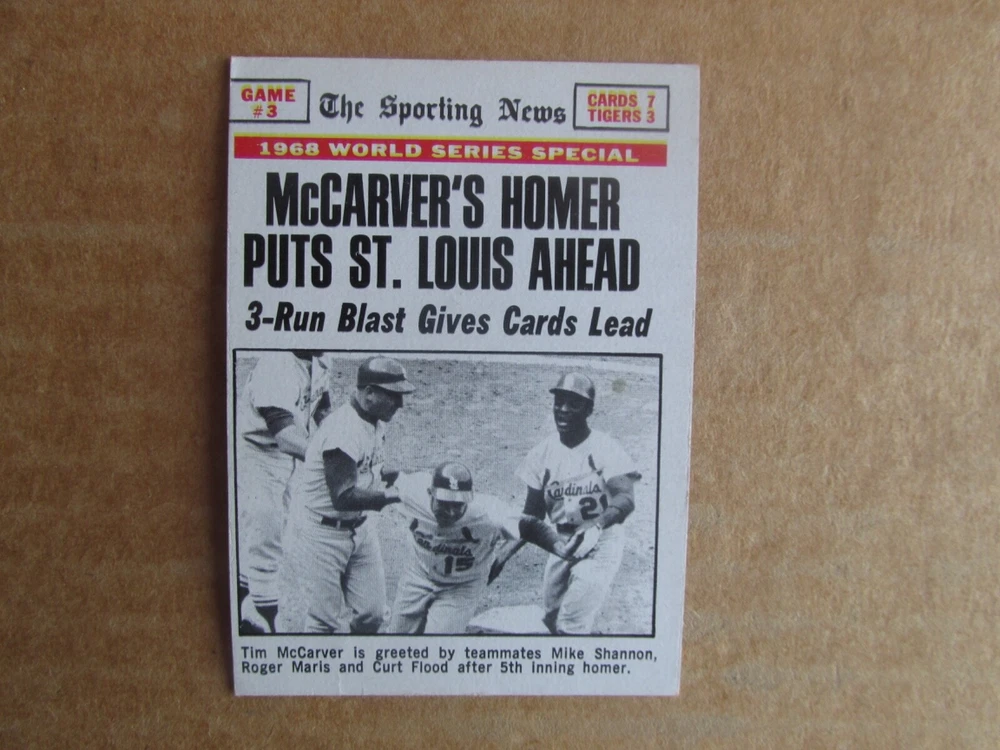 GAME
#3
The Sporting News
CARDS 7
TIGERS 3
1968 WORLD SERIES SPECIAL
McCARVER'S HOMER
PUTS ST. LOUIS AHEAD
3-Run Blast Gives Cards Lead
Cardinals
15
Cardinals
2
Tim McCarver is greeted by teammates Mike Shannon,
Roger Maris and Curt Flood after 5th inning homer.